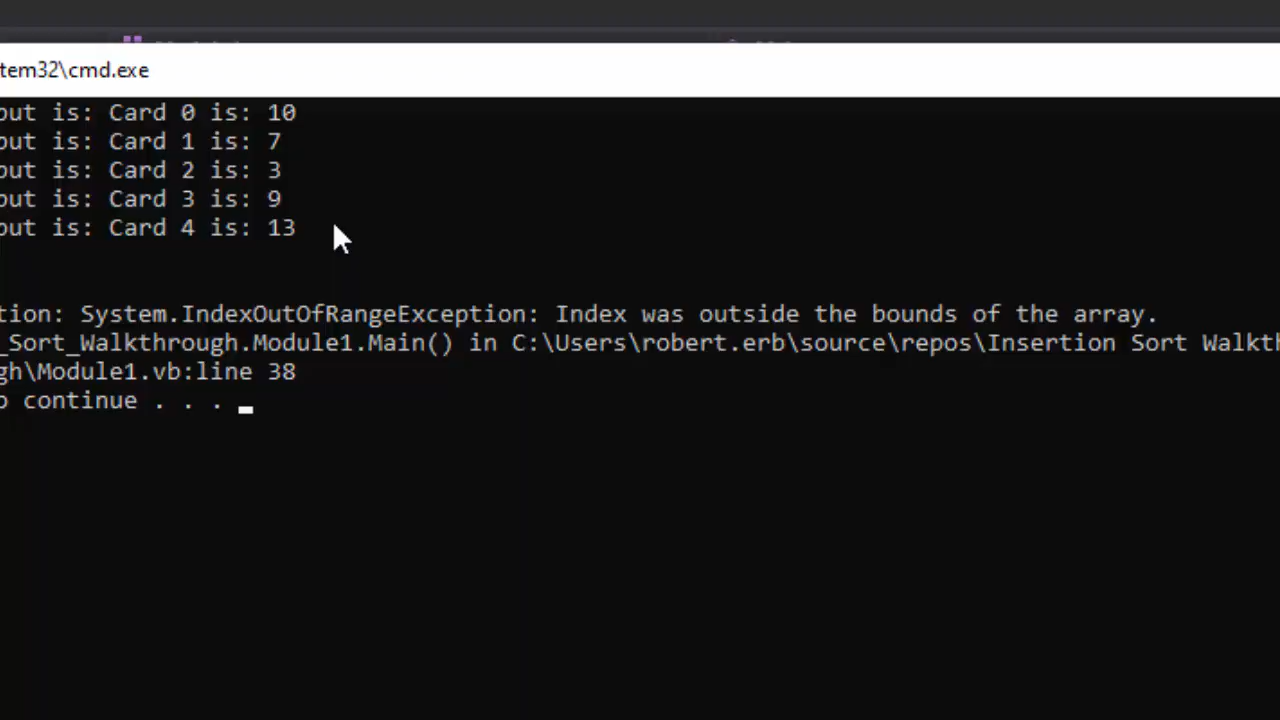 tem32\cmd.exe
out is: Card 0 is: 10
out is: Card 1 is: 7
out is: Card 2 is: 3
out is: Card 3 is: 9
out is: Card 4 is: 13
tion: System.IndexOutOfRangeException: Index was outside the bounds of the array.
_Sort_Walkthrough.Module1.Main() in C:\Users\robert.erb\source\repos\Insertion Sort Walkth
gh\Module1.vb:line 38
o continue . . .